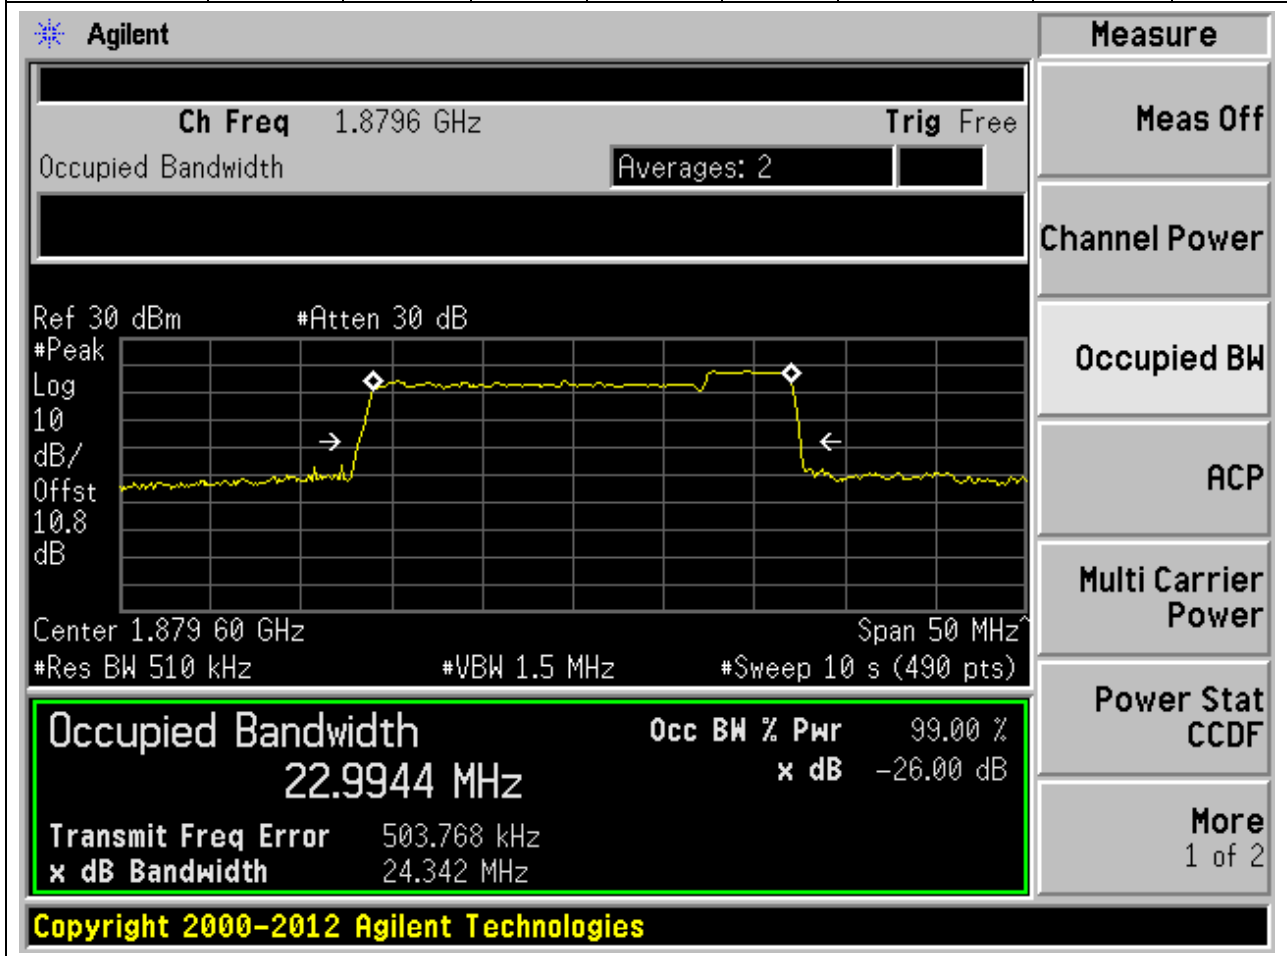 Agilent
Measure
Ch Freq 1.8796 GHz Trig Free
Occupied Bandwidth Averages: 2
Meas Off
Channel Power
Occupied BW
ACP
Multi Carrier
Power
Power Stat
CCDF
More
1 of 2
Ref 30 dBm #Atten 30 dB
#Peak
Log
10
dB/
Offst
10.8
dB
Center 1.879 60 GHz Span 50 MHz^
#Res BW 510 kHz #VBW 1.5 MHz #Sweep 10 s (490 pts)
Occupied Bandwidth Occ BW % Pwr 99.00 %
22.9944 MHz x dB -26.00 dB
Transmit Freq Error 503.768 kHz
x dB Bandwidth 24.342 MHz
Copyright 2000-2012 Agilent Technologies